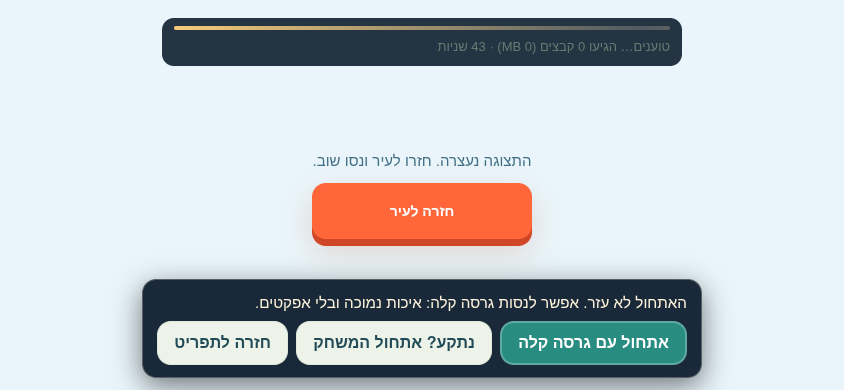 טוענים… הגיעו 0 קבצים (0 MB) · 43 שניות
התצוגה נעצרה. חזרו לעיר ונסו שוב.
חזרה לעיר
האתחול לא עזר. אפשר לנסות גרסה קלה: איכות נמוכה ובלי אפקטים.
אתחול עם גרסה קלה
נתקע? אתחול המשחק
חזרה לתפריט